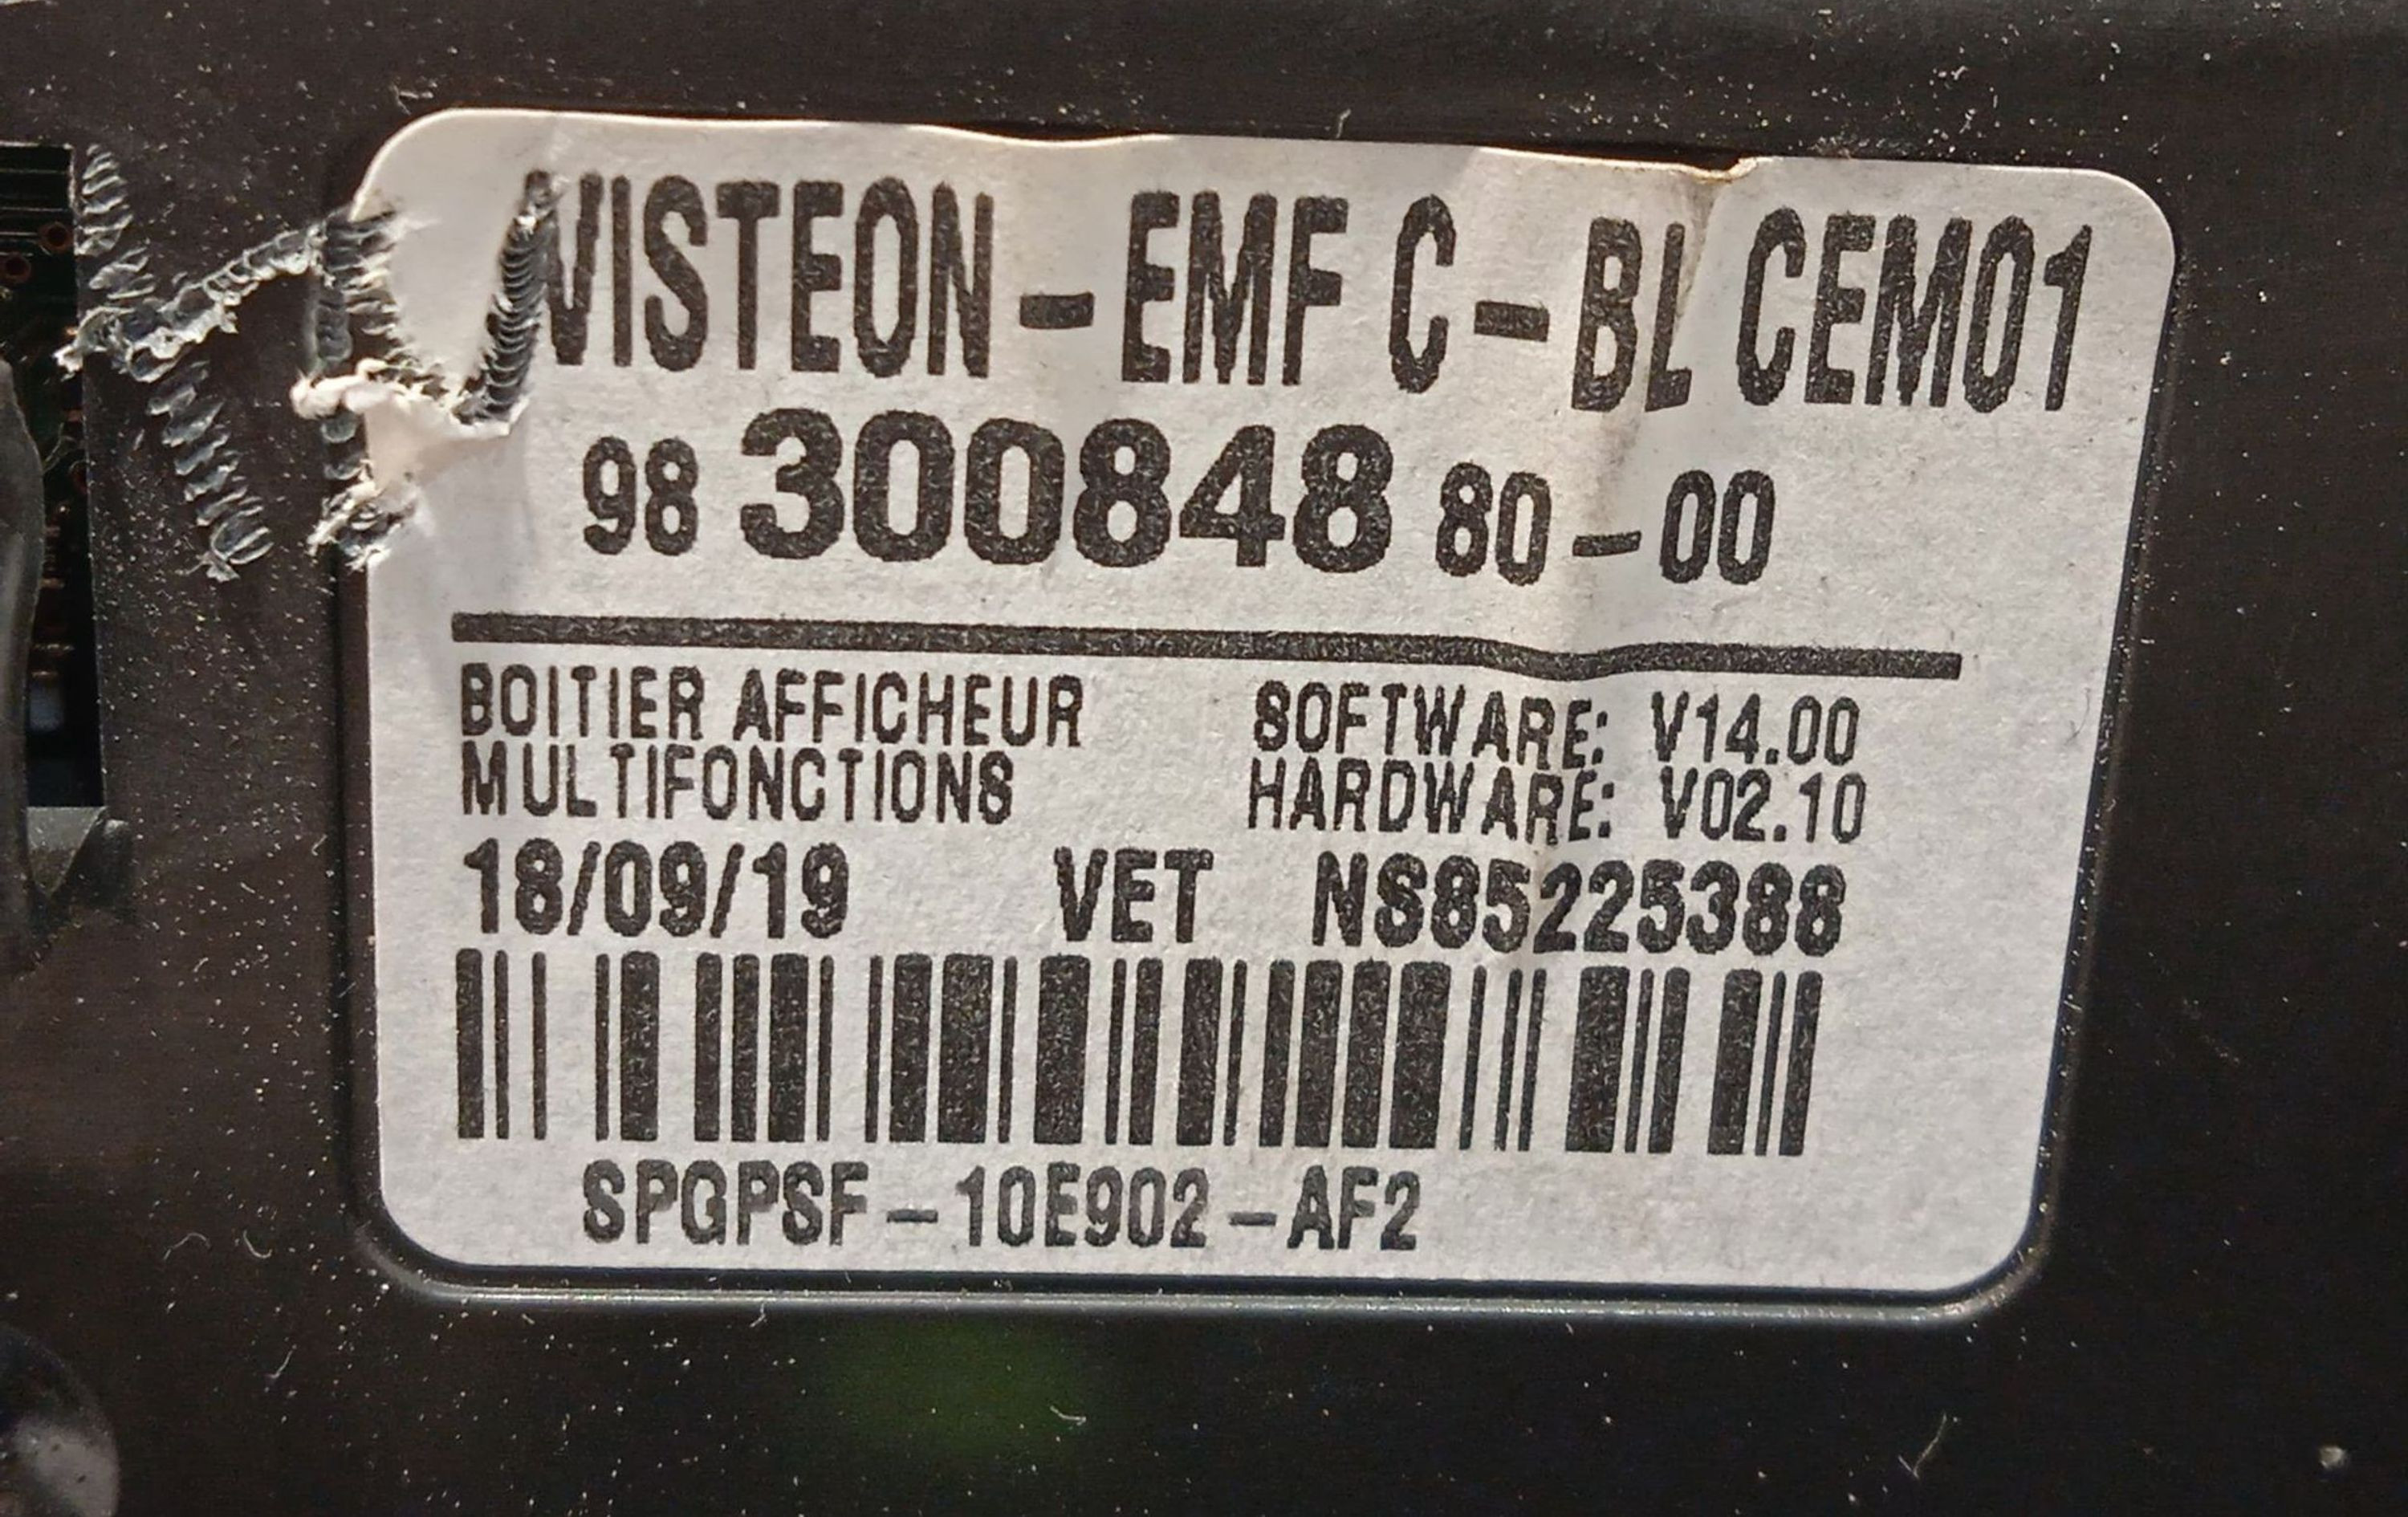 VISTEON-EMF C-BL CEM01
98 300848 80-00
BOITIER AFFICHEUR SOFTWARE: V14.00
MULTIFONCTIONS HARDWARE: V02.10
18/09/19 VET NS85225388
SPGPSF-10E902-AF2